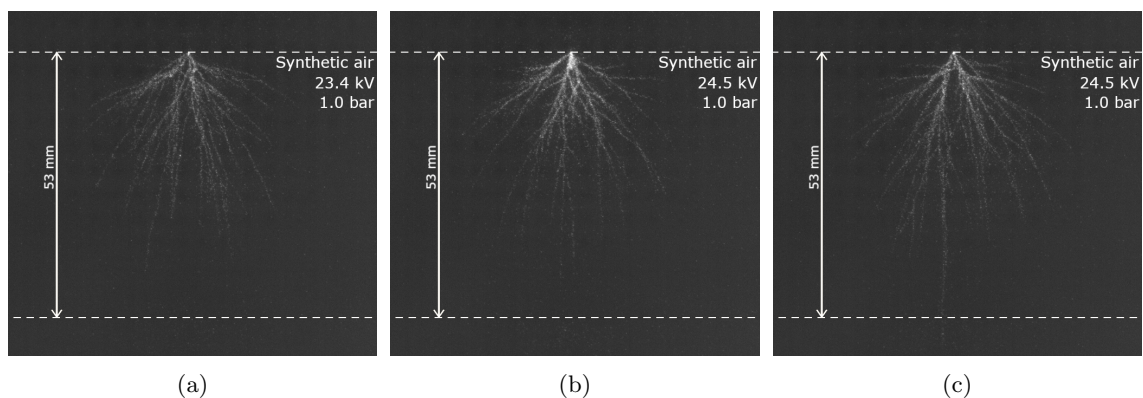 Synthetic air
23.4 kV
1.0 bar
53 mm
(a)
Synthetic air
24.5 kV
1.0 bar
53 mm
(b)
Synthetic air
24.5 kV
1.0 bar
53 mm
(c)